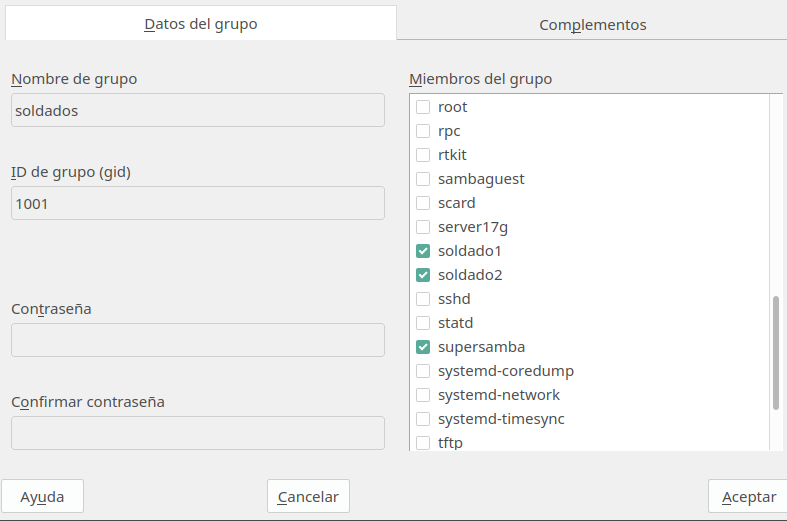 Datos del grupo
Complementos
Nombre de grupo
soldados
ID de grupo (gid)
1001
Contraseña
Confirmar contraseña
Miembros del grupo
root
rpc
rtkit
sambaguest
scard
server17g
soldado1
soldado2
sshd
statd
supersamba
systemd-coredump
systemd-network
systemd-timesync
tftp
Ayuda
Cancelar
Aceptar